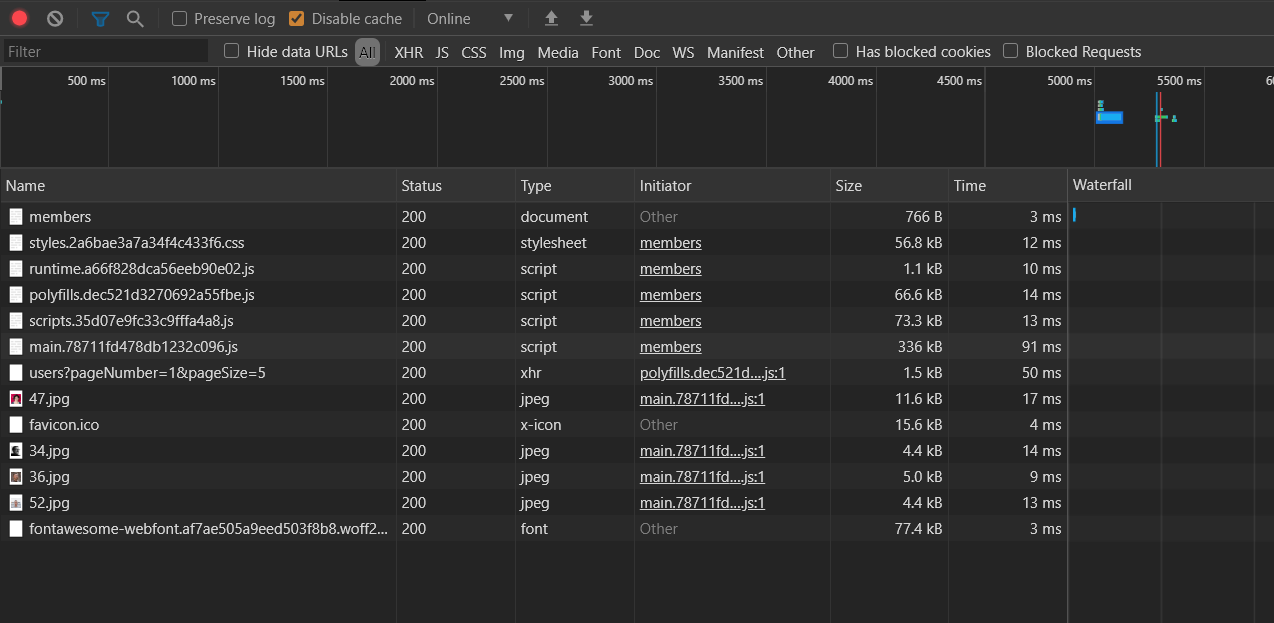 Preserve log Disable cache Online
Filter Hide data URLs All XHR JS CSS Img Media Font Doc WS Manifest Other Has blocked cookies Blocked Requests
500 ms 1000 ms 1500 ms 2000 ms 2500 ms 3000 ms 3500 ms 4000 ms 4500 ms 5000 ms 5500 ms
Name Status Type Initiator Size Time Waterfall
members 200 document Other 766 B 3 ms
styles.2a6bae3a7a34f4c433f6.css 200 stylesheet members 56.8 kB 12 ms
runtime.a66f828dca56eeb90e02.js 200 script members 1.1 kB 10 ms
polyfills.dec521d3270692a55fbe.js 200 script members 66.6 kB 14 ms
scripts.35d07e9fc33c9fffa4a8.js 200 script members 73.3 kB 13 ms
main.78711fd478db1232c096.js 200 script members 336 kB 91 ms
users?pageNumber=1&pageSize=5 200 xhr polyfills.dec521d....js:1 1.5 kB 50 ms
47.jpg 200 jpeg main.78711fd....js:1 11.6 kB 17 ms
favicon.ico 200 x-icon Other 15.6 kB 4 ms
34.jpg 200 jpeg main.78711fd....js:1 4.4 kB 14 ms
36.jpg 200 jpeg main.78711fd....js:1 5.0 kB 9 ms
52.jpg 200 jpeg main.78711fd....js:1 4.4 kB 13 ms
fontawesome-webfont.af7ae505a9eed503f8b8.woff2... 200 font Other 77.4 kB 3 ms